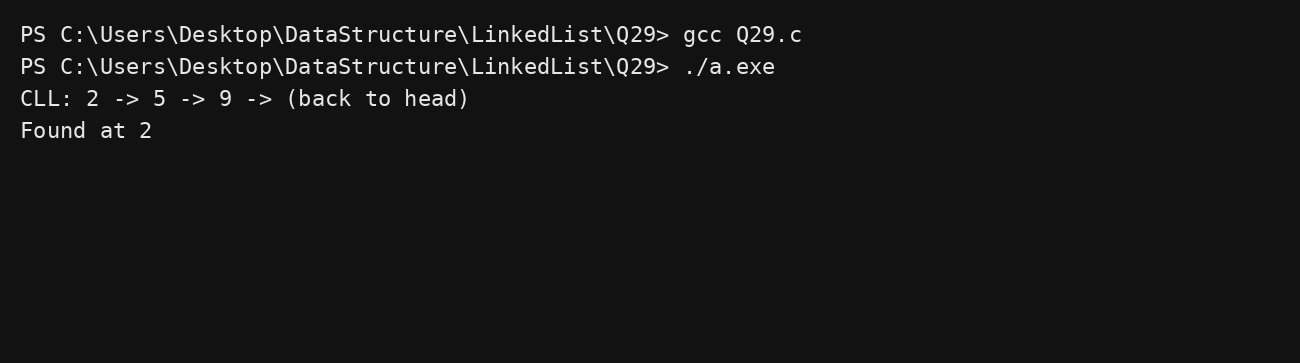 PS C:\Users\Desktop\DataStructure\LinkedList\Q29> gcc Q29.c
PS C:\Users\Desktop\DataStructure\LinkedList\Q29> ./a.exe
CLL: 2 -> 5 -> 9 -> (back to head)
Found at 2